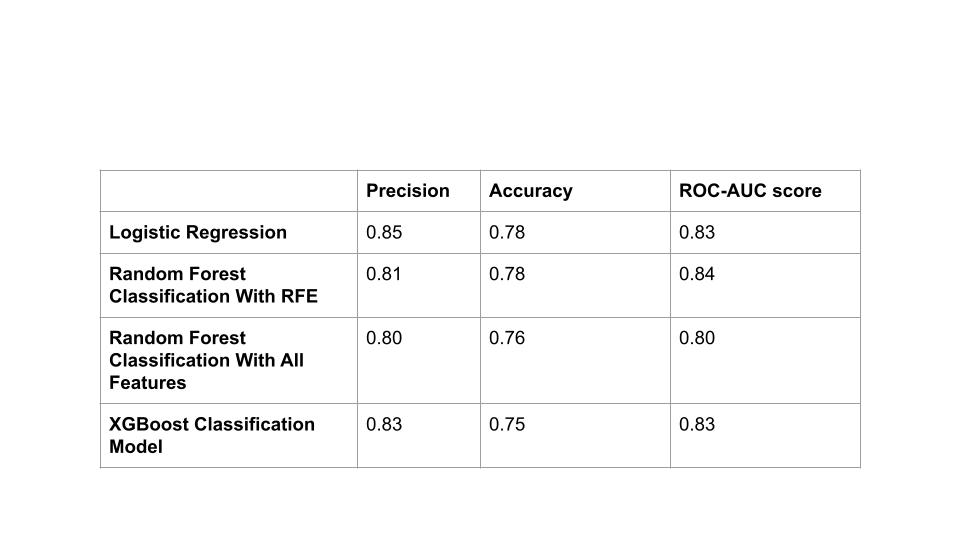 Precision Accuracy ROC-AUC score
Logistic Regression 0.85 0.78 0.83
Random Forest 0.81 0.78 0.84
Classification With RFE
Random Forest 0.80 0.76 0.80
Classification With All
Features
XGBoost Classification 0.83 0.75 0.83
Model